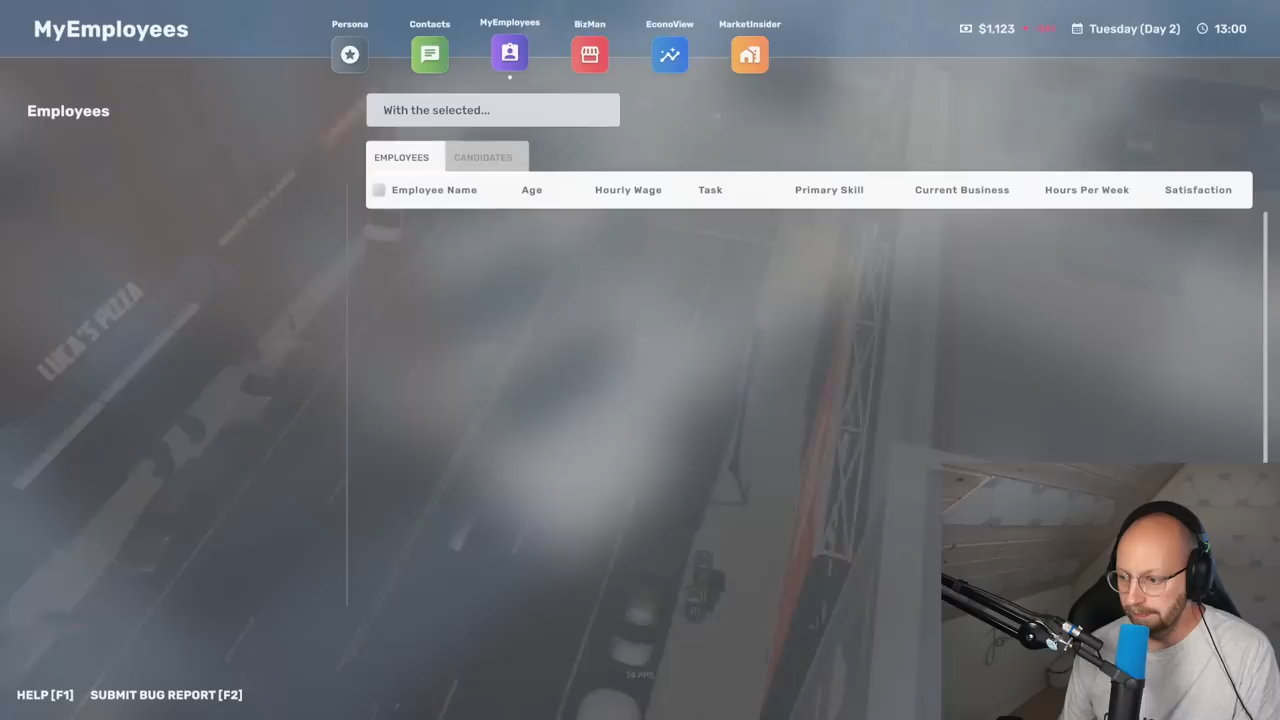 MyEmployees
Persona
Contacts
MyEmployees
BizMan
EconoView
MarketInsider
$1,123
Tuesday (Day 2)
13:00
Employees
With the selected...
EMPLOYEES
CANDIDATES
Employee Name
Age
Hourly Wage
Task
Primary Skill
Current Business
Hours Per Week
Satisfaction
LUCA'S PIZZA
HELP [F1]
SUBMIT BUG REPORT [F2]